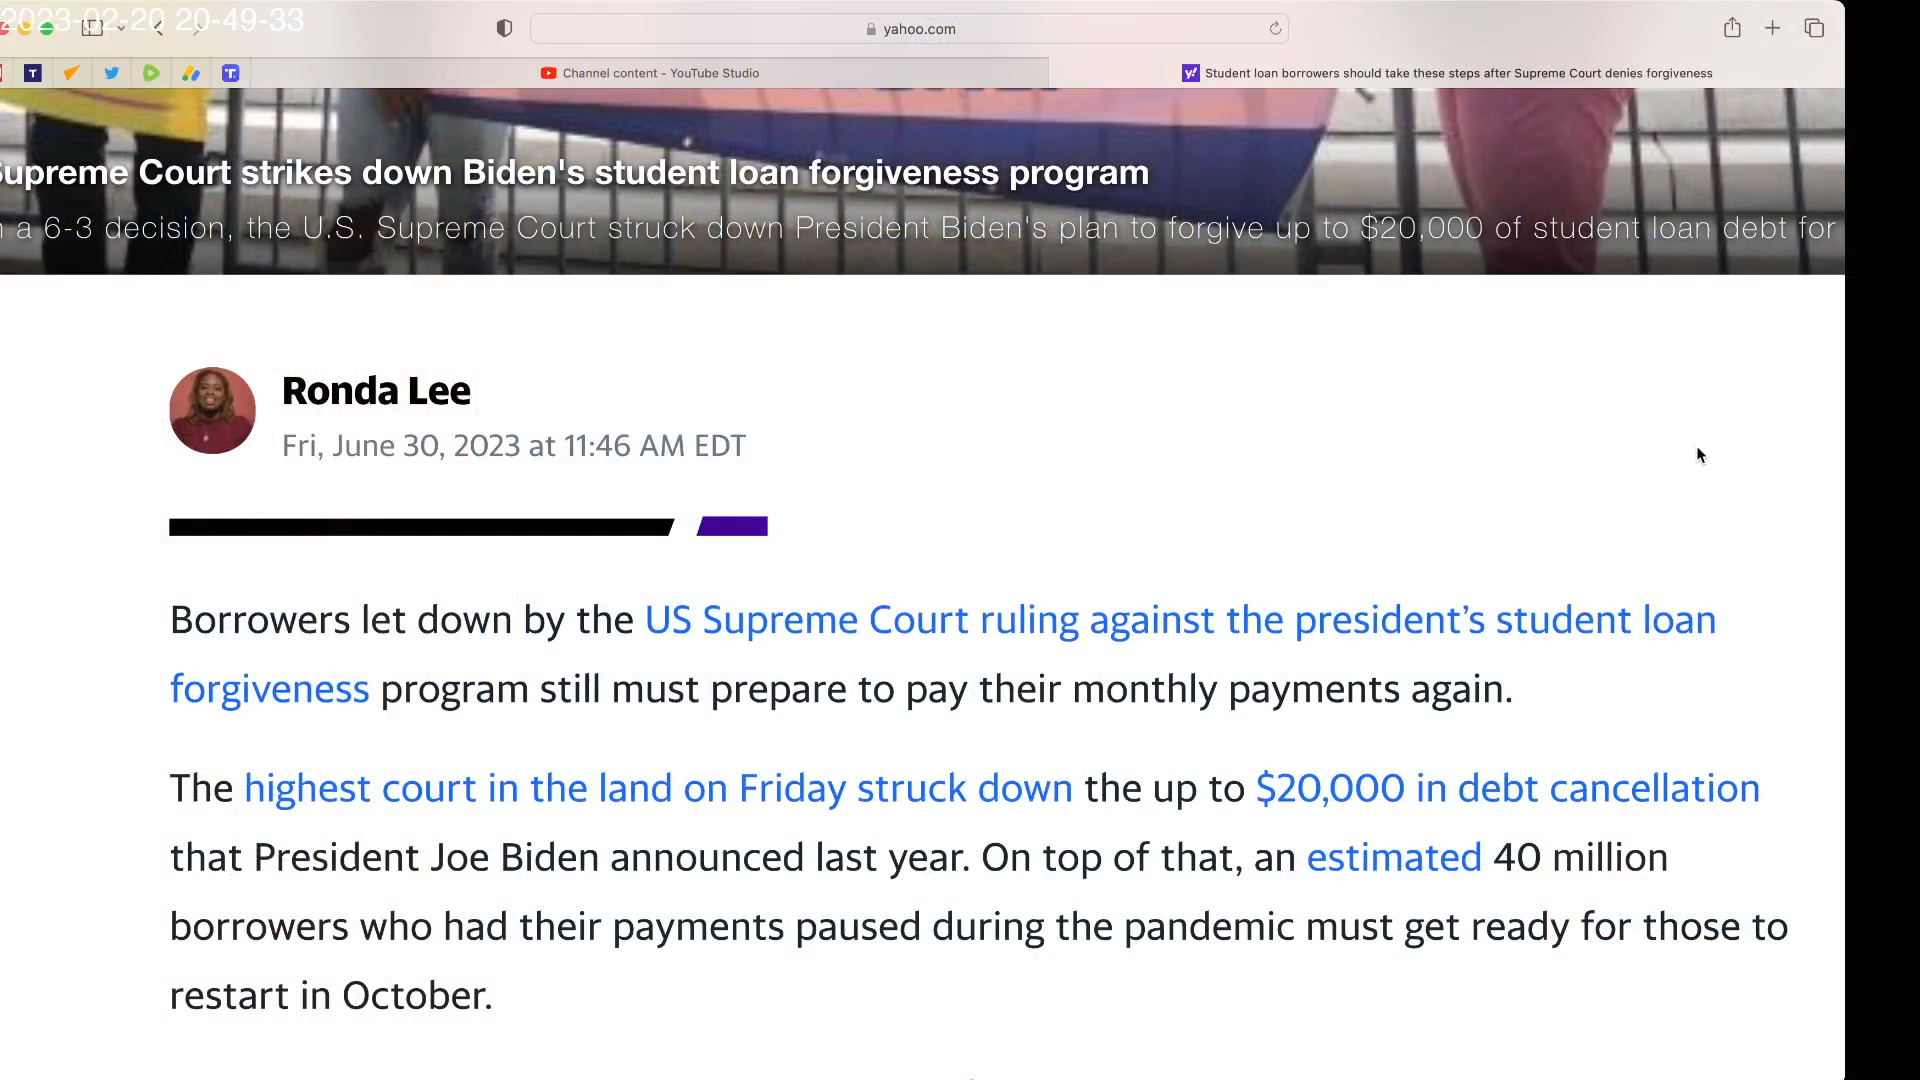 2023-02-20 20-49-33
yahoo.com
Channel content - YouTube Studio
Student loan borrowers should take these steps after Supreme Court denies forgiveness
Supreme Court strikes down Biden's student loan forgiveness program
a 6-3 decision, the U.S. Supreme Court struck down President Biden's plan to forgive up to $20,000 of student loan debt for
Ronda Lee
Fri, June 30, 2023 at 11:46 AM EDT
Borrowers let down by the US Supreme Court ruling against the president’s student loan
forgiveness program still must prepare to pay their monthly payments again.
The highest court in the land on Friday struck down the up to $20,000 in debt cancellation
that President Joe Biden announced last year. On top of that, an estimated 40 million
borrowers who had their payments paused during the pandemic must get ready for those to
restart in October.